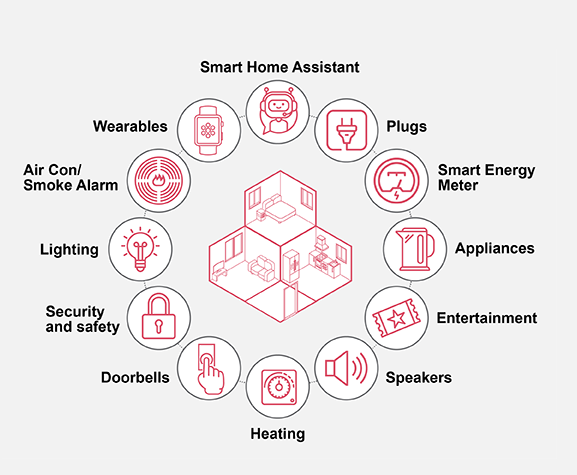 Smart Home Assistant
Wearables
Plugs
Air Con/
Smoke Alarm
Smart Energy
Meter
Lighting
Appliances
Security
and safety
Entertainment
Doorbells
Speakers
Heating